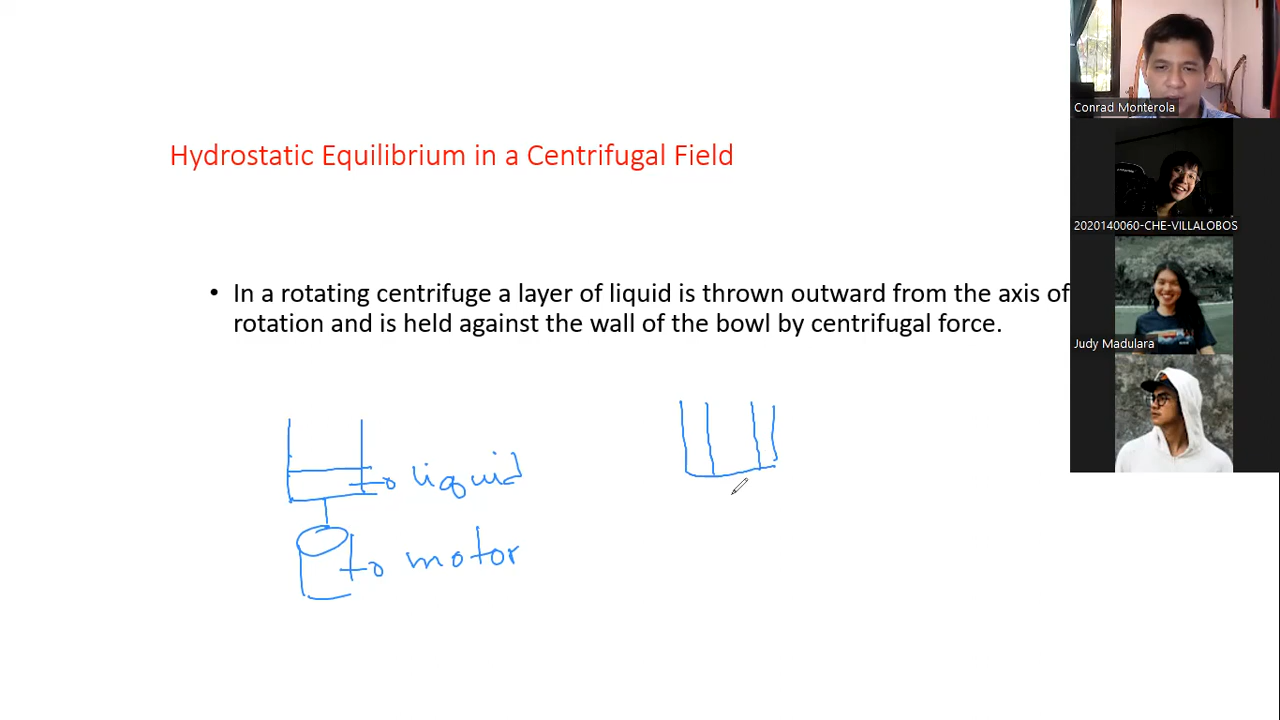 Hydrostatic Equilibrium in a Centrifugal Field
• In a rotating centrifuge a layer of liquid is thrown outward from the axis of
rotation and is held against the wall of the bowl by centrifugal force.
liquid
motor
Conrad Monterola
2020140060-CHE-VILLALOBOS
Judy Madulara